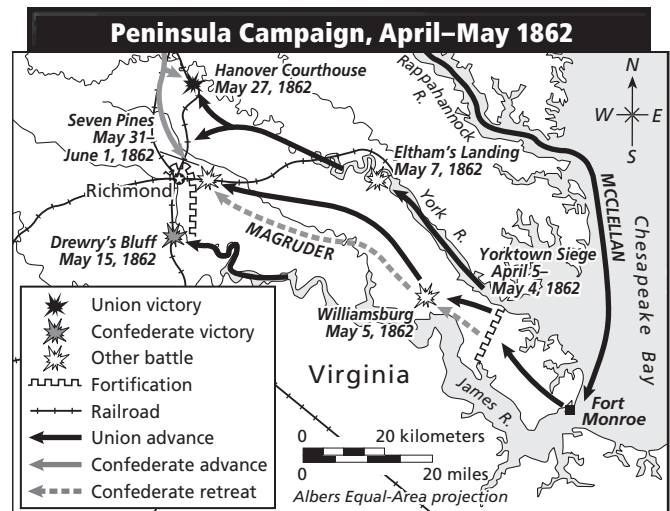 Peninsula Campaign, April–May 1862
Hanover Courthouse
May 27, 1862
Rappahannock
R.
N
W
E
S
Seven Pines
May 31–
June 1, 1862
Eltham's Landing
May 7, 1862
Richmond
York R.
MCCLELLAN
Chesapeake Bay
MAGRUDER
Drewry's Bluff
May 15, 1862
Yorktown Siege
April 5–
May 4, 1862
Williamsburg
May 5, 1862
Virginia
James R.
Fort
Monroe
Union victory
Confederate victory
Other battle
Fortification
Railroad
Union advance
Confederate advance
Confederate retreat
0 20 kilometers
0 20 miles
Albers Equal-Area projection